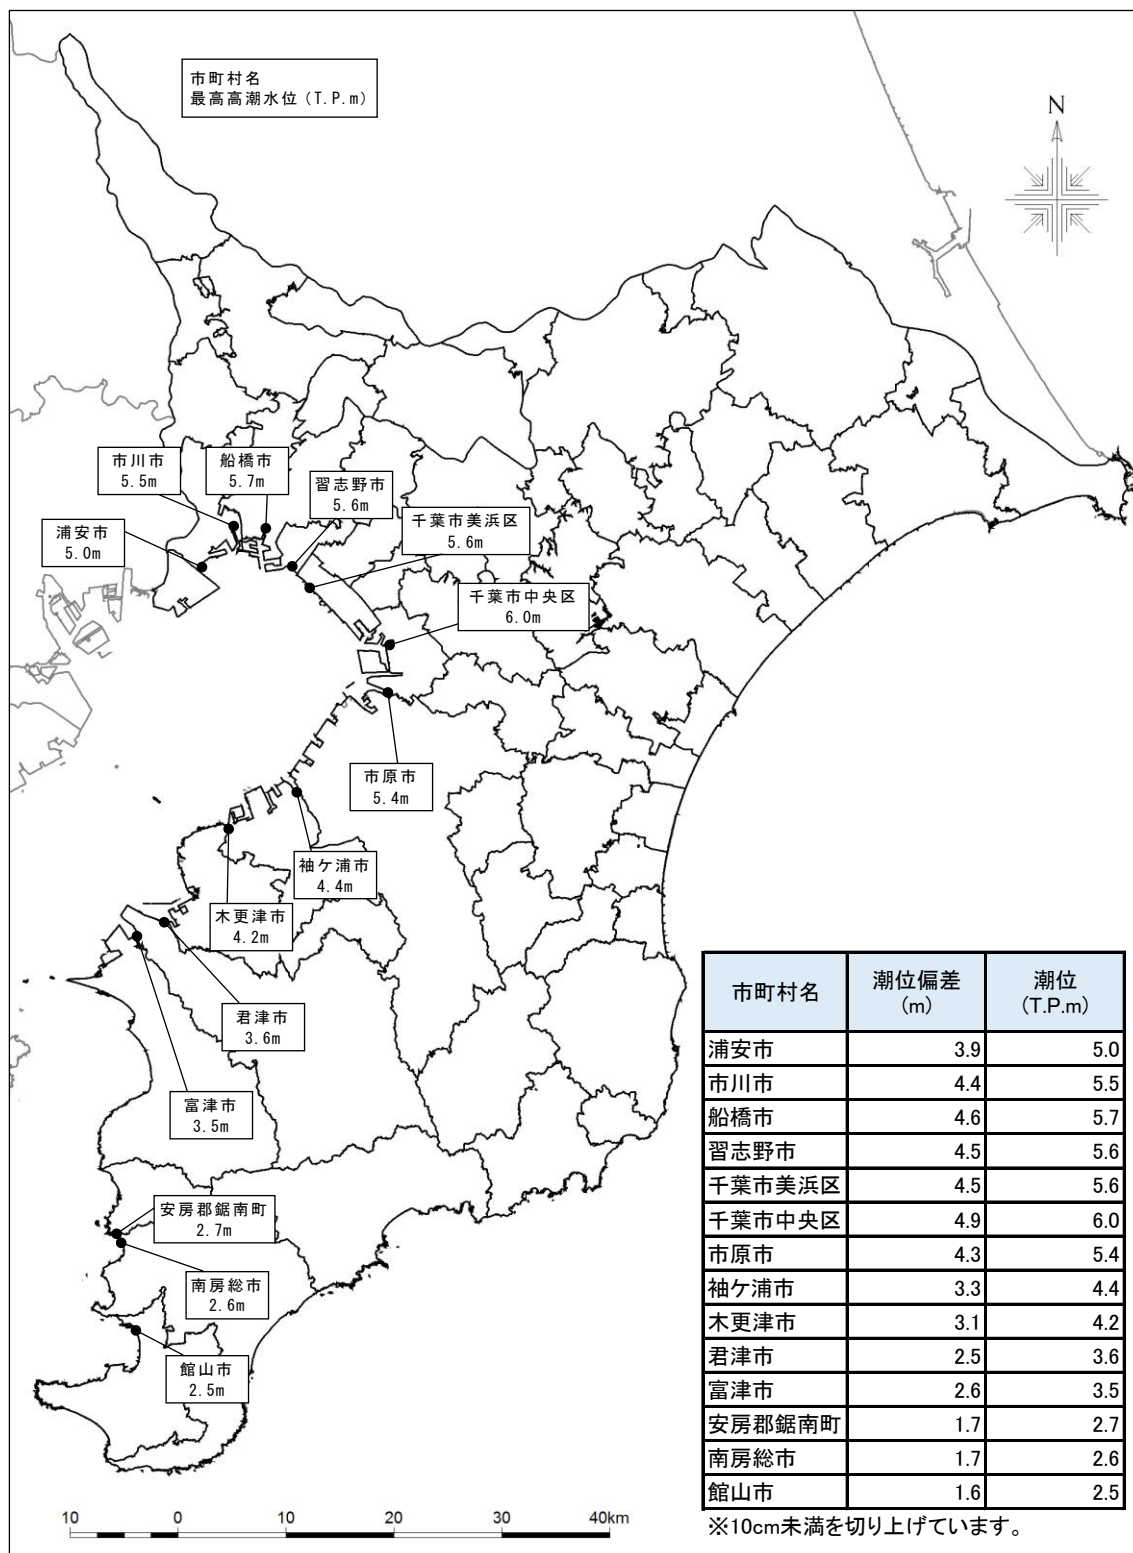 市町村名
最高高潮水位（T.P.m）
N
市川市
5.5m
船橋市
5.7m
習志野市
5.6m
千葉市美浜区
5.6m
浦安市
5.0m
千葉市中央区
6.0m
市原市
5.4m
袖ケ浦市
4.4m
木更津市
4.2m
君津市
3.6m
富津市
3.5m
安房郡鋸南町
2.7m
南房総市
2.6m
館山市
2.5m
市町村名 潮位偏差 潮位
(m) (T.P.m)
浦安市 3.9 5.0
市川市 4.4 5.5
船橋市 4.6 5.7
習志野市 4.5 5.6
千葉市美浜区 4.5 5.6
千葉市中央区 4.9 6.0
市原市 4.3 5.4
袖ケ浦市 3.3 4.4
木更津市 3.1 4.2
君津市 2.5 3.6
富津市 2.6 3.5
安房郡鋸南町 1.7 2.7
南房総市 1.7 2.6
館山市 1.6 2.5
※10cm未満を切り上げています。
10 0 10 20 40km